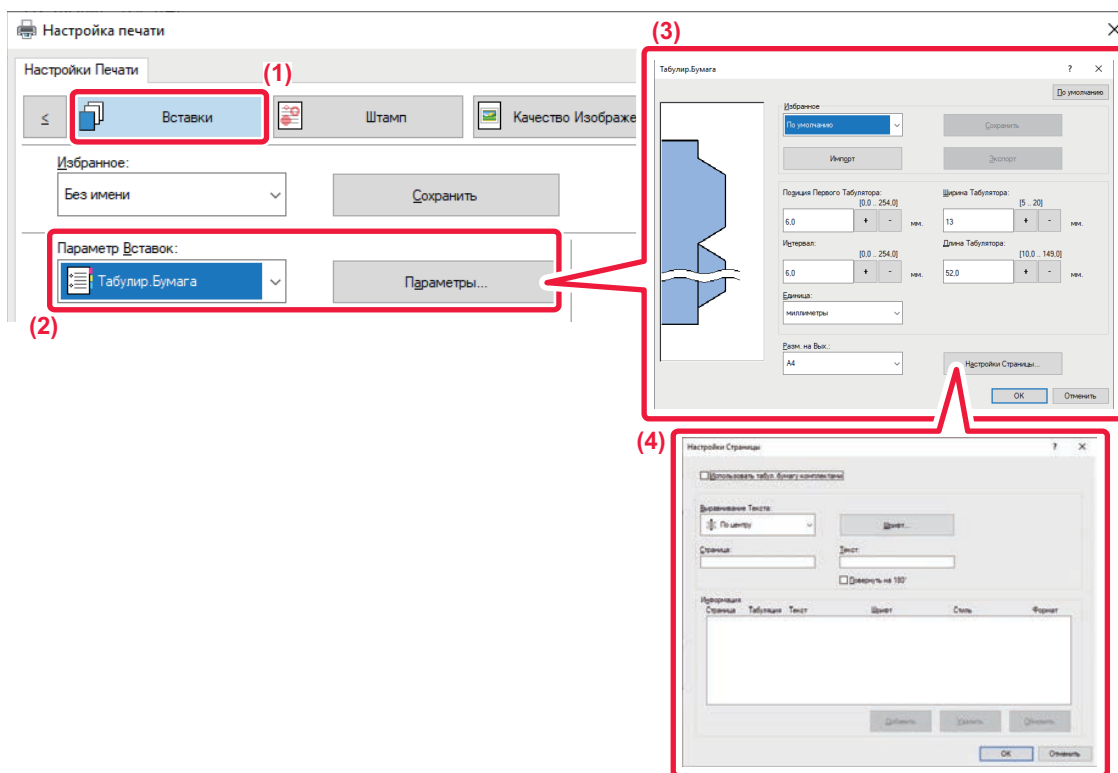 Настройка печати
Настройки Печати
(1)
≤
Вставки
Штамп
Качество Изображе
Избранное:
Без имени
Сохранить
Параметр Вставок:
Табулир.Бумага
Параметры...
(2)
(3)
Табулир.Бумага
?
По умолчанию
Избранное
По умолчанию
Сохранить
Импорт
Экспорт
Позиция Первого Табулятора:
Ширина Табулятора:
[0,0 .. 254,0]
[5 .. 20]
6,0 + - мм.
13 + - мм.
Интервал:
Длина Табулятора:
[0,0 .. 254,0]
[10,0 .. 149,0]
6,0 + - мм.
52,0 + - мм.
Единица:
миллиметры
Разм. на Вых.:
A4
Настройки Страницы...
OK
Отменить
(4)
Настройки Страницы
?
Использовать табул. бумагу комплектами
Выравнивание Текста:
По центру
Шрифт...
Страница:
Текст:
Повернуть на 180°
Информация:
Страница Табуляция Текст Шрифт Стиль Формат
Добавить
Удалить
Обновить
OK
Отменить